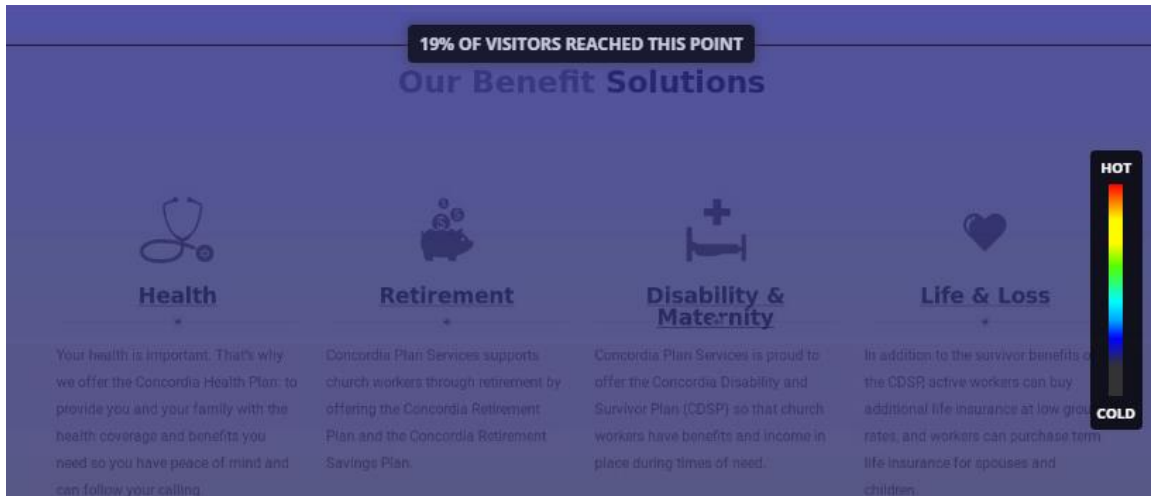 19% OF VISITORS REACHED THIS POINT
Our Benefit Solutions
HOT
COLD
Health
Your health is important. That's why
we offer the Concordia Health Plan: to
provide you and your family with the
health coverage and benefits you
need so you have peace of mind and
can follow your calling.
Retirement
Concordia Plan Services supports
church workers through retirement by
offering the Concordia Retirement
Plan and the Concordia Retirement
Savings Plan.
Disability &
Maternity
Concordia Plan Services is proud to
offer the Concordia Disability and
Survivor Plan (CDSP) so that church
workers have benefits and income in
place during times of need.
Life & Loss
In addition to the survivor benefits
the CDSP, active workers can buy
additional life insurance at low
rates, and workers can purchase term
life insurance for spouses and
children.